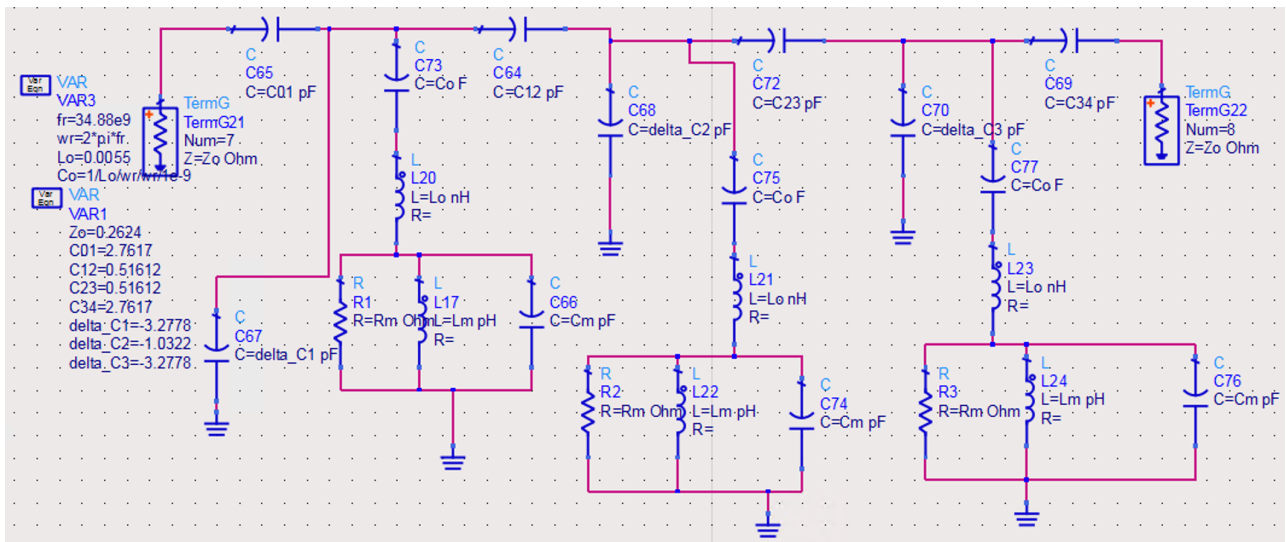 C
C65
C=C01 pF
C
C73
C=Co F
C
C64
C=C12 pF
C
C68
C=delta_C2 pF
C
C72
C=C23 pF
C
C70
C=delta_C3 pF
C
C69
C=C34 pF
Var
Eqn
VAR
VAR3
fr=34.88e9
wr=2*pi*fr
Lo=0.0055
Co=1/Lo/wr/wr/1e-9
TermG
TermG21
Num=7
Z=Zo Ohm
TermG
TermG22
Num=8
Z=Zo Ohm
Var
Eqn
VAR
VAR1
Zo=0.2624
C01=2.7617
C12=0.51612
C23=0.51612
C34=2.7617
delta_C1=-3.2778
delta_C2=-1.0322
delta_C3=-3.2778
L
L20
L=Lo nH
R=
C
C75
C=Co F
C
C77
C=Co F
L
L21
L=Lo nH
R=
L
L23
L=Lo nH
R=
C
C67
C=delta_C1 pF
R
R1
R=Rm Ohm
L
L17
L=Lm pH
R=
C
C66
C=Cm pF
R
R2
R=Rm Ohm
L
L22
L=Lm pH
R=
C
C74
C=Cm pF
R
R3
R=Rm Ohm
L
L24
L=Lm pH
R=
C
C76
C=Cm pF